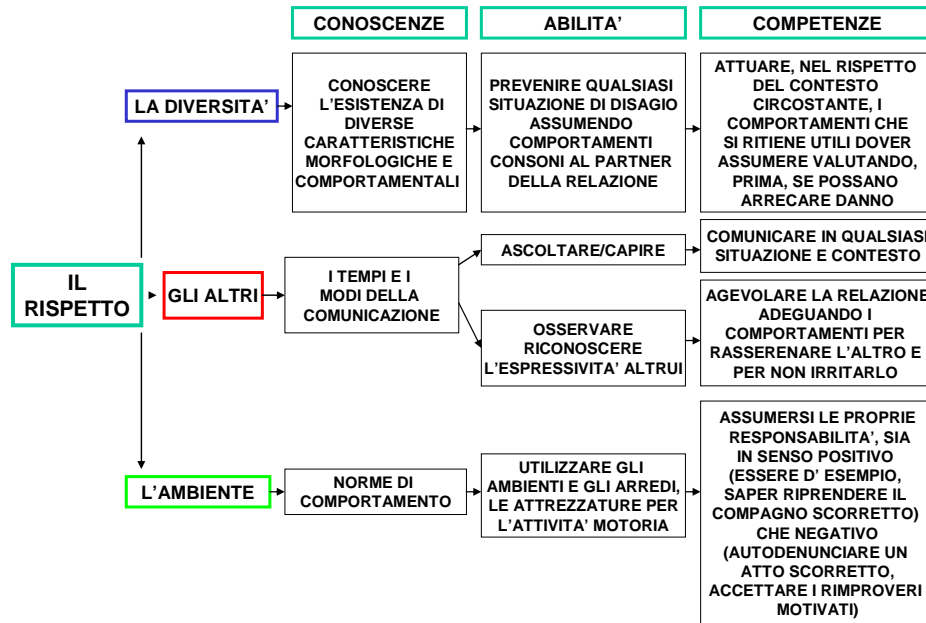 CONOSCENZE
ABILITA’
COMPETENZE
LA DIVERSITA’
CONOSCERE
L’ESISTENZA DI
DIVERSE
CARATTERISTICHE
MORFOLOGICHE E
COMPORTAMENTALI
PREVENIRE QUALSIASI
SITUAZIONE DI DISAGIO
ASSUMENDO
COMPORTAMENTI
CONSONI AL PARTNER
DELLA RELAZIONE
ATTUARE, NEL RISPETTO
DEL CONTESTO
CIRCOSTANTE, I
COMPORTAMENTI CHE
SI RITIENE UTILI DOVER
ASSUMERE VALUTANDO,
PRIMA, SE POSSANO
ARRECARE DANNO
IL
RISPETTO
GLI ALTRI
I TEMPI E I
MODI DELLA
COMUNICAZIONE
ASCOLTARE/CAPIRE
COMUNICARE IN QUALSIASI
SITUAZIONE E CONTESTO
OSSERVARE
RICONOSCERE
L’ESPRESSIVITA’ ALTRUI
AGEVOLARE LA RELAZIONE
ADEGUANDO I
COMPORTAMENTI PER
RASSERENARE L’ALTRO E
PER NON IRRITARLO
L’AMBIENTE
NORME DI
COMPORTAMENTO
UTILIZZARE GLI
AMBIENTI E GLI ARREDI,
LE ATTREZZATURE PER
L’ATTIVITA’ MOTORIA
ASSUMERSI LE PROPRIE
RESPONSABILITA’, SIA
IN SENSO POSITIVO
(ESSERE D’ ESEMPIO,
SAPER RIPRENDERE IL
COMPAGNO SCORRETTO)
CHE NEGATIVO
(AUTODENUNCIARE UN
ATTO SCORRETTO,
ACCETTARE I RIMPROVERI
MOTIVATI)